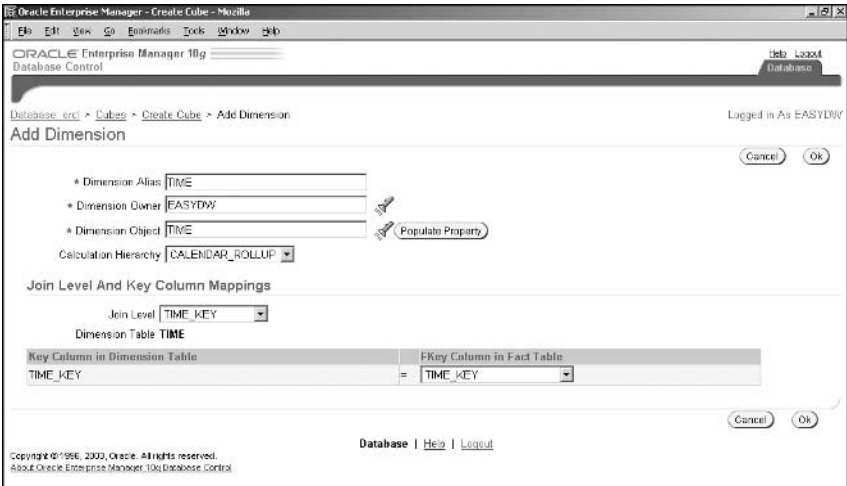 Oracle Enterprise Manager - Create Cube - Mozilla
File Edit View Go Bookmarks Tools Window Help
ORACLE Enterprise Manager 10g
Database Control
Help Logout
Database
Database: orcl > Cubes > Create Cube > Add Dimension
Logged in As EASYDW
Add Dimension
Cancel Ok
* Dimension Alias TIME
* Dimension Owner EASYDW
* Dimension Object TIME Populate Property
Calculation Hierarchy CALENDAR_ROLLUP
Join Level And Key Column Mappings
Join Level TIME_KEY
Dimension Table TIME
Key Column in Dimension Table FKey Column in Fact Table
TIME_KEY = TIME_KEY
Cancel Ok
Database | Help | Logout
Copyright © 1996, 2003, Oracle. All rights reserved.
About Oracle Enterprise Manager 10g Database Control